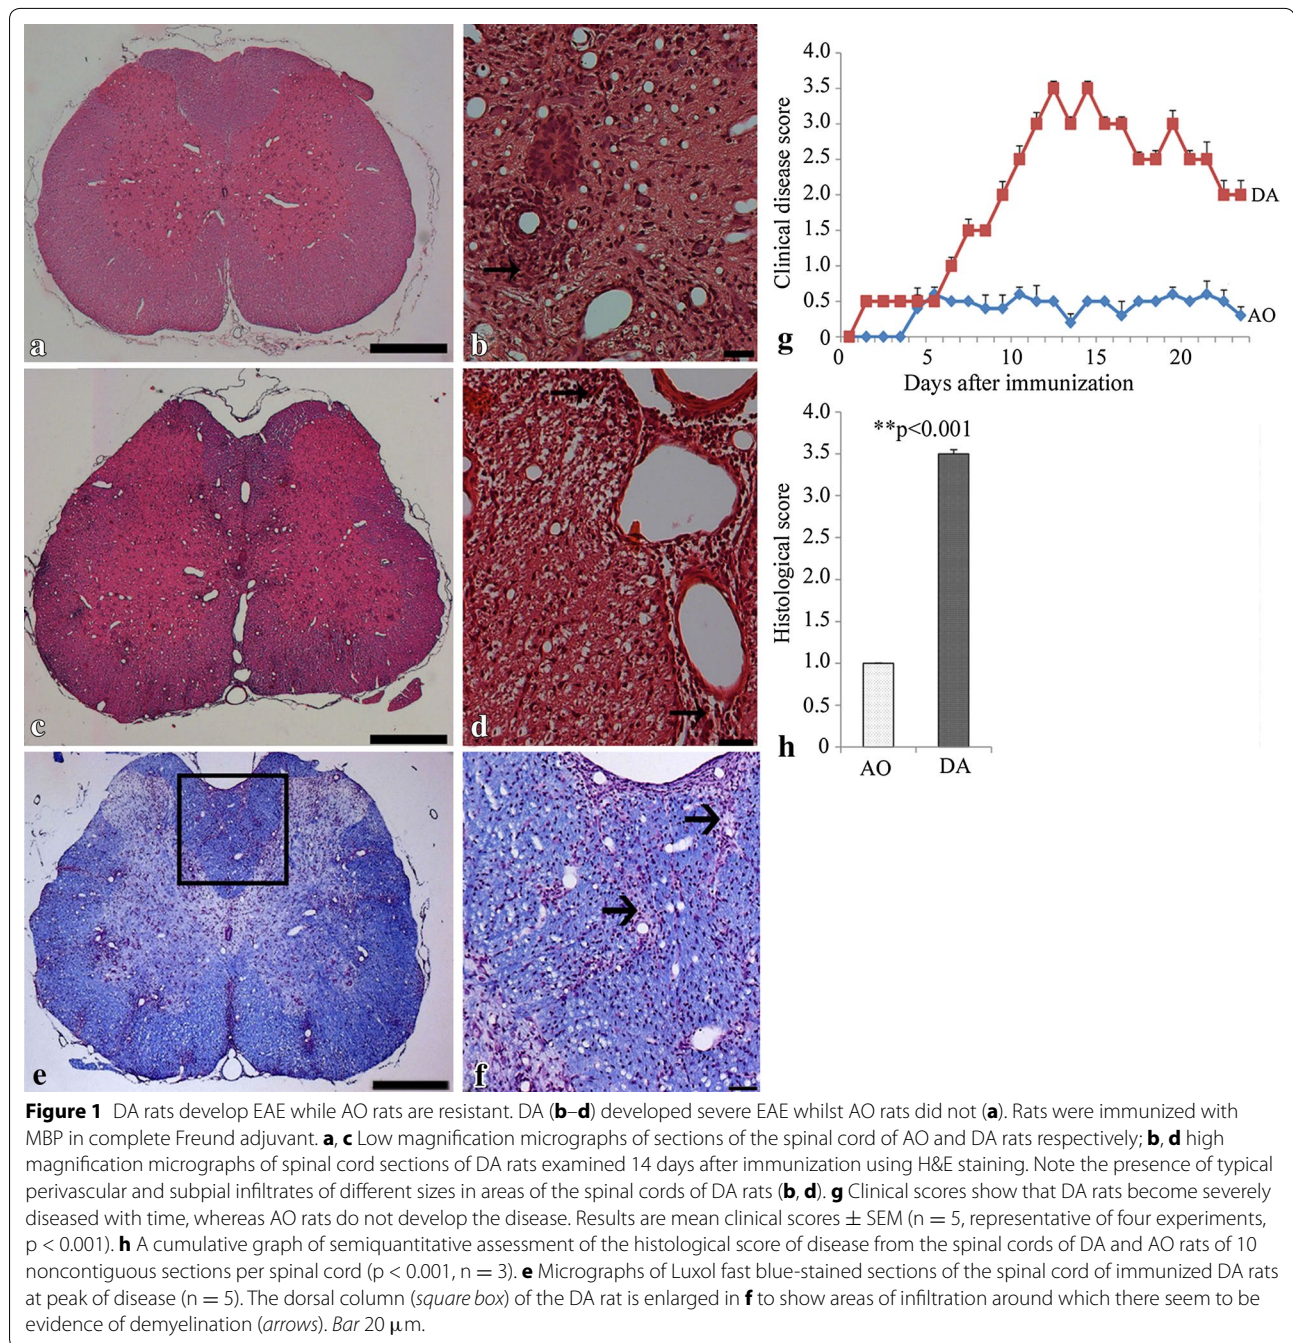 a
b
c
d
e
f
4.0
3.5
3.0
2.5
2.0
1.5
1.0
0.5
0
Clinical disease score
DA
AO
g
0 5 10 15 20
Days after immunization
4.0
3.5
3.0
2.5
2.0
1.5
1.0
0.5
0
Histological score
**p<0.001
h
AO DA
Figure 1 DA rats develop EAE while AO rats are resistant. DA (b–d) developed severe EAE whilst AO rats did not (a). Rats were immunized with
MBP in complete Freund adjuvant. a, c Low magnification micrographs of sections of the spinal cord of AO and DA rats respectively; b, d high
magnification micrographs of spinal cord sections of DA rats examined 14 days after immunization using H&E staining. Note the presence of typical
perivascular and subpial infiltrates of different sizes in areas of the spinal cords of DA rats (b, d). g Clinical scores show that DA rats become severely
diseased with time, whereas AO rats do not develop the disease. Results are mean clinical scores ± SEM (n = 5, representative of four experiments,
p < 0.001). h A cumulative graph of semiquantitative assessment of the histological score of disease from the spinal cords of DA and AO rats of 10
noncontiguous sections per spinal cord (p < 0.001, n = 3). e Micrographs of Luxol fast blue-stained sections of the spinal cord of immunized DA rats
at peak of disease (n = 5). The dorsal column (square box) of the DA rat is enlarged in f to show areas of infiltration around which there seem to be
evidence of demyelination (arrows). Bar 20 μm.